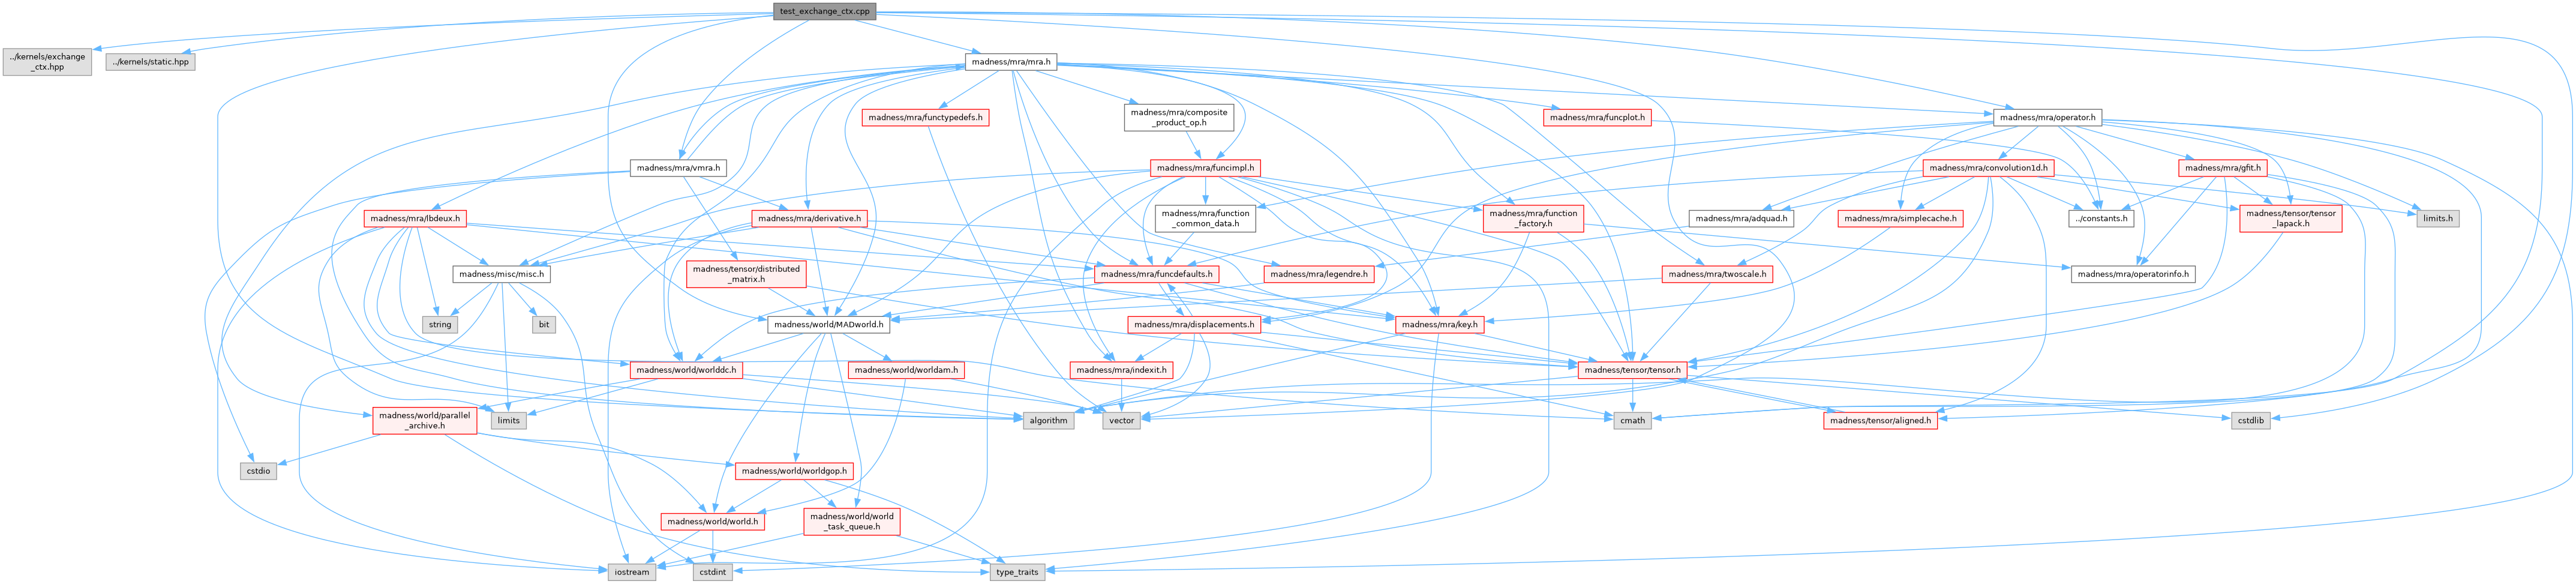 test_exchange_ctx.cpp
../kernels/exchange
_ctx.hpp
../kernels/static.hpp
madness/mra/mra.h
madness/mra/functypedefs.h
madness/mra/composite
_product_op.h
madness/mra/funcplot.h
madness/mra/operator.h
madness/mra/vmra.h
madness/mra/funcimpl.h
madness/mra/convolution1d.h
madness/mra/gfit.h
madness/mra/lbdeux.h
madness/mra/derivative.h
madness/mra/function
_common_data.h
madness/mra/function
_factory.h
madness/mra/adquad.h
madness/mra/simplecache.h
../constants.h
madness/tensor/tensor
_lapack.h
limits.h
madness/misc/misc.h
madness/tensor/distributed
_matrix.h
madness/mra/funcdefaults.h
madness/mra/legendre.h
madness/mra/twoscale.h
madness/mra/operatorinfo.h
string
bit
madness/world/MADworld.h
madness/mra/displacements.h
madness/mra/key.h
madness/world/worlddc.h
madness/world/worldam.h
madness/mra/indexit.h
madness/tensor/tensor.h
madness/world/parallel
_archive.h
limits
algorithm
vector
cmath
madness/tensor/aligned.h
cstdlib
cstdio
madness/world/worldgop.h
madness/world/world.h
madness/world/world
_task_queue.h
iostream
cstdint
type_traits